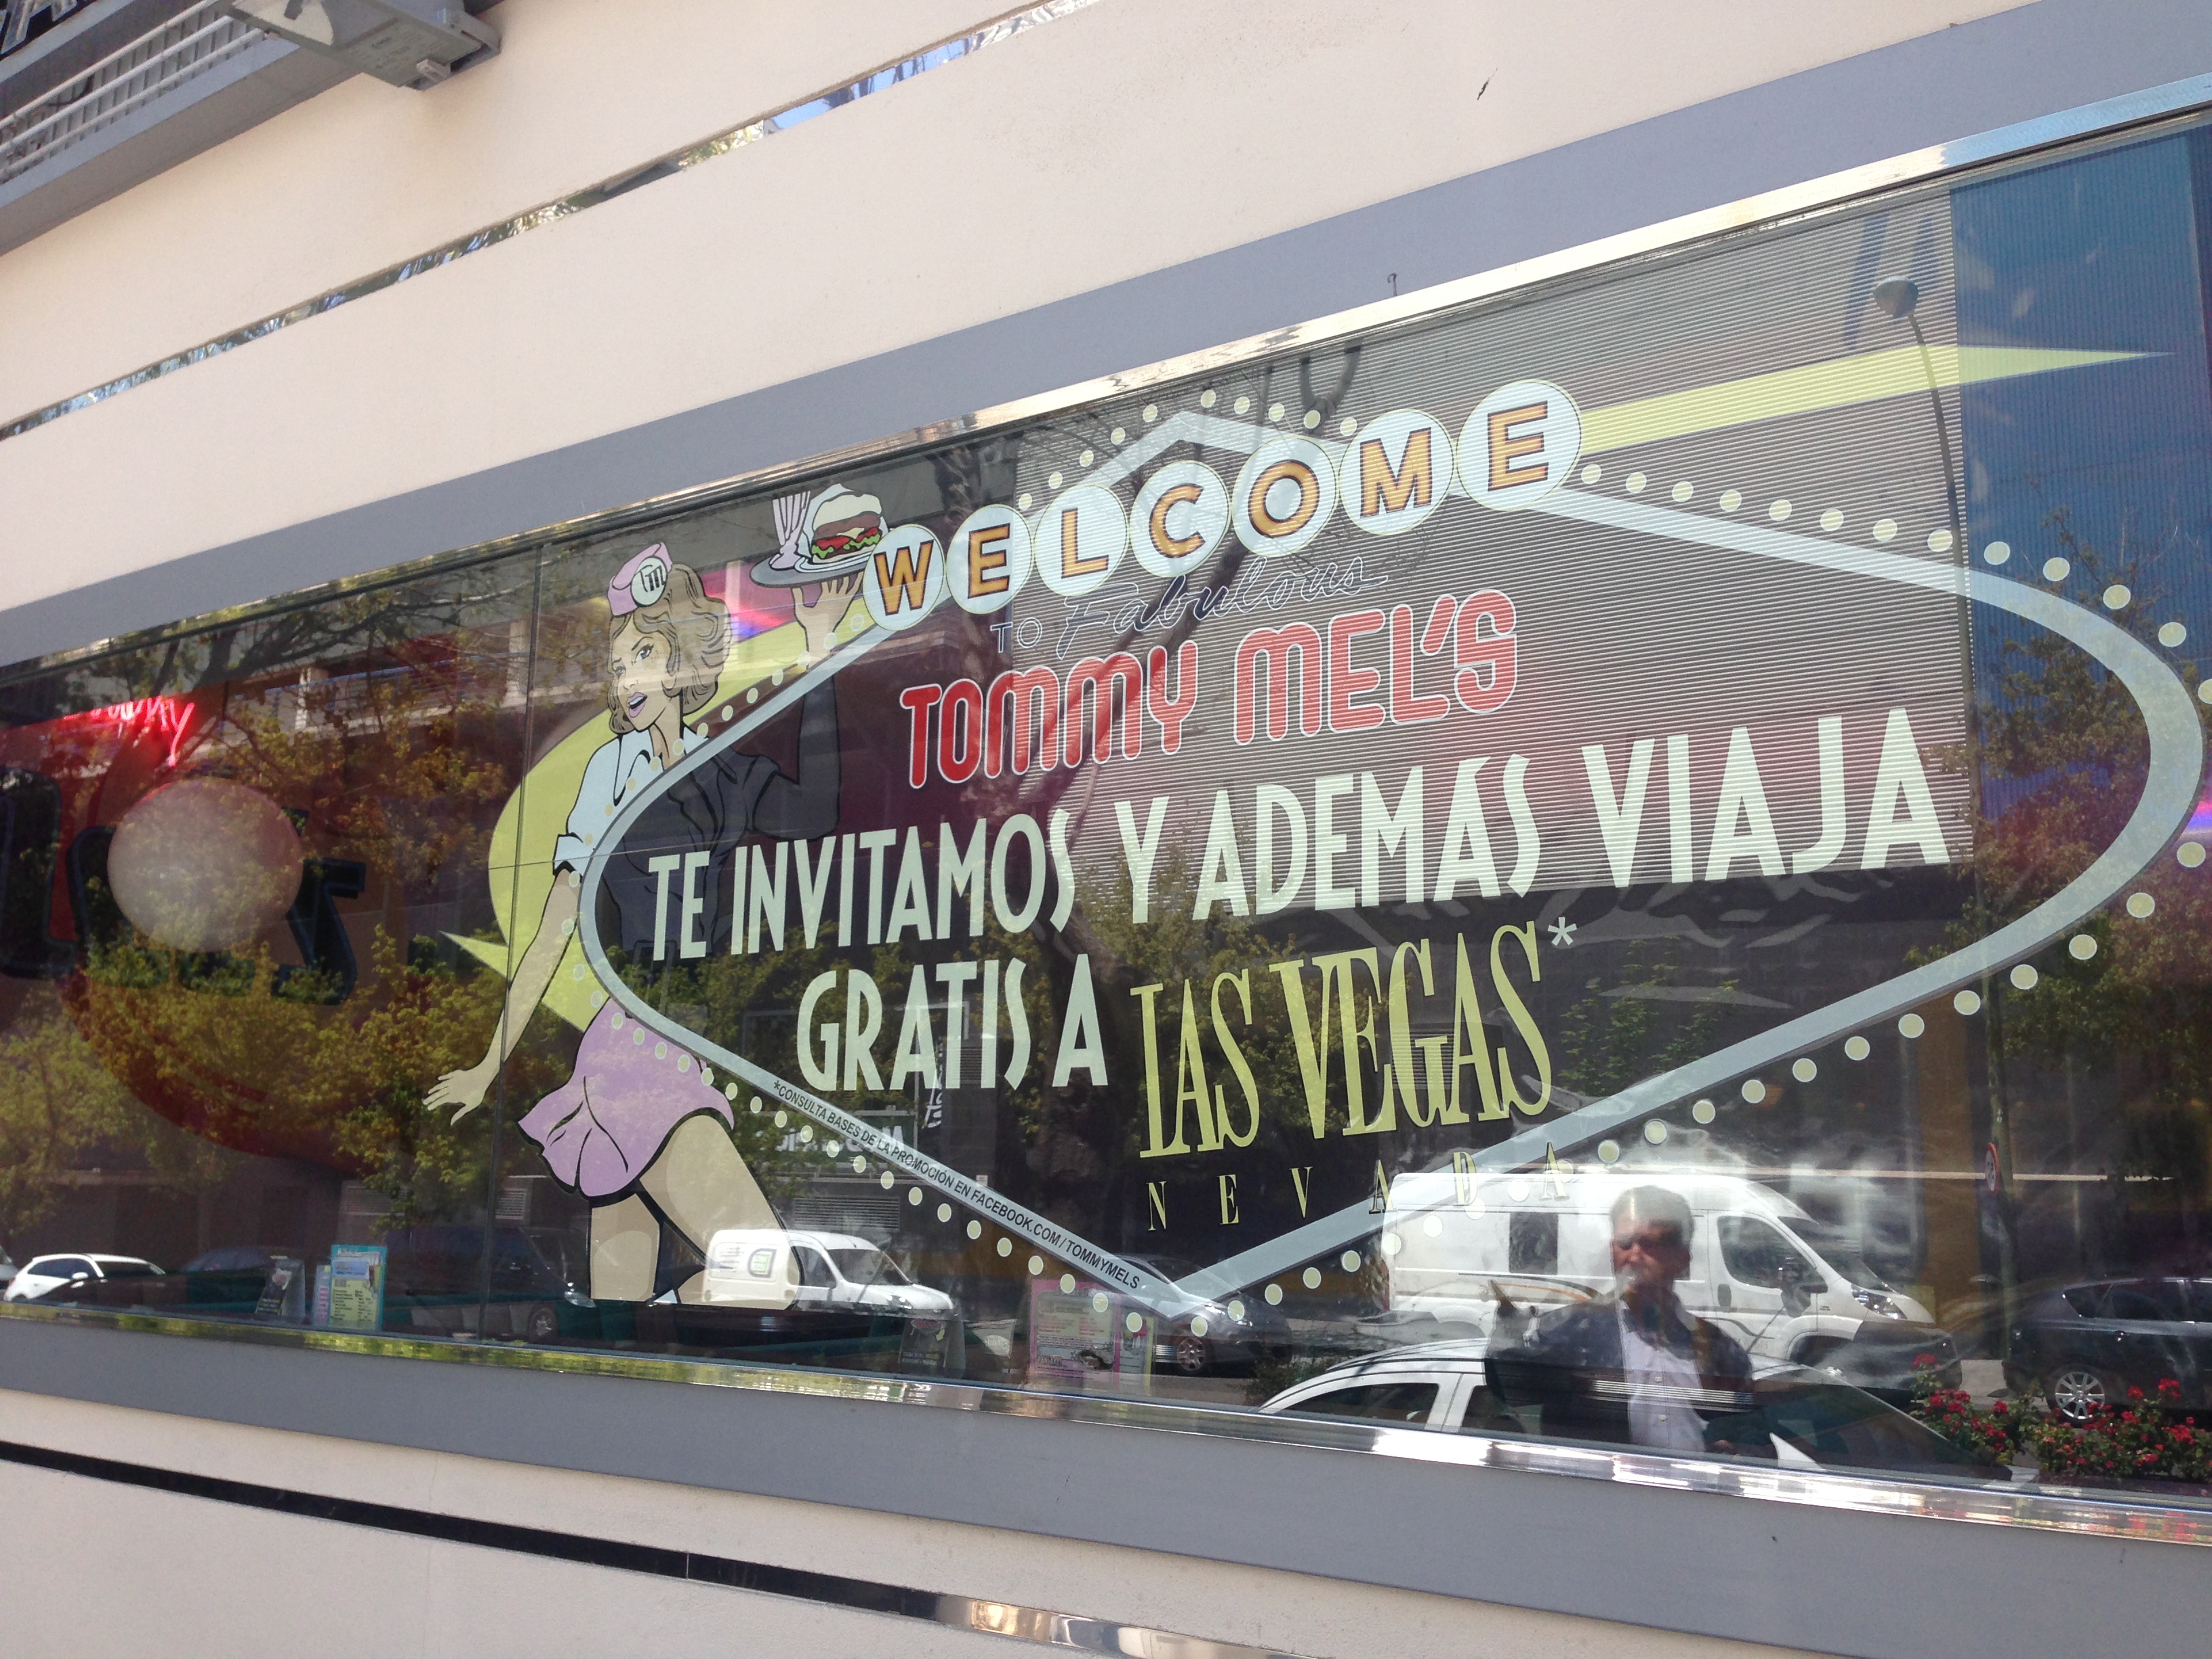 WELCOME
TO Fabulous
TOMMY MEL'S
TE INVITAMOS Y ADEMÁS VIAJA
GRATIS A LAS VEGAS*
NEVADA
*CONSULTA BASES DE LA PROMOCIÓN EN FACEBOOK.COM/TOMMYMELS